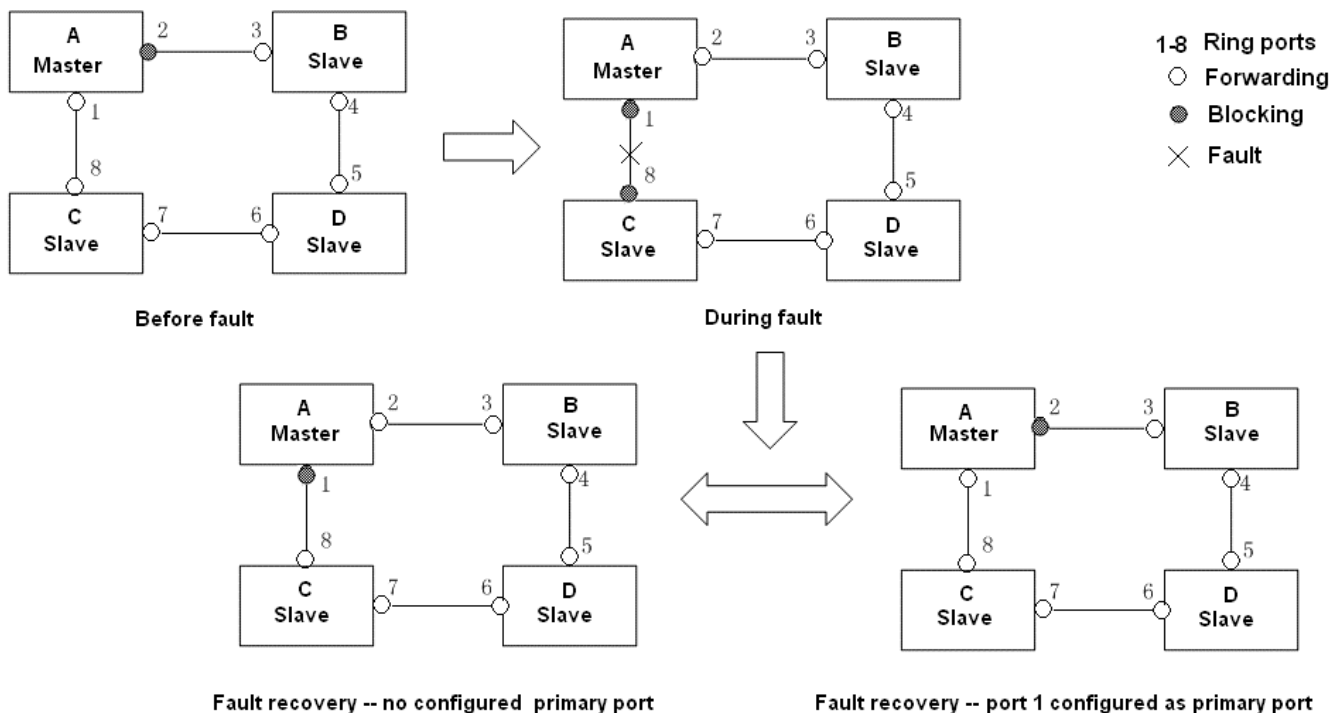 A
Master
2
3
B
Slave
1
4
8
5
C
Slave
7
6
D
Slave
Before fault
A
Master
2
3
B
Slave
1
4
8
5
C
Slave
7
6
D
Slave
During fault
1-8 Ring ports
Forwarding
Blocking
Fault
A
Master
2
3
B
Slave
1
4
8
5
C
Slave
7
6
D
Slave
Fault recovery -- no configured primary port
A
Master
2
3
B
Slave
1
4
8
5
C
Slave
7
6
D
Slave
Fault recovery -- port 1 configured as primary port